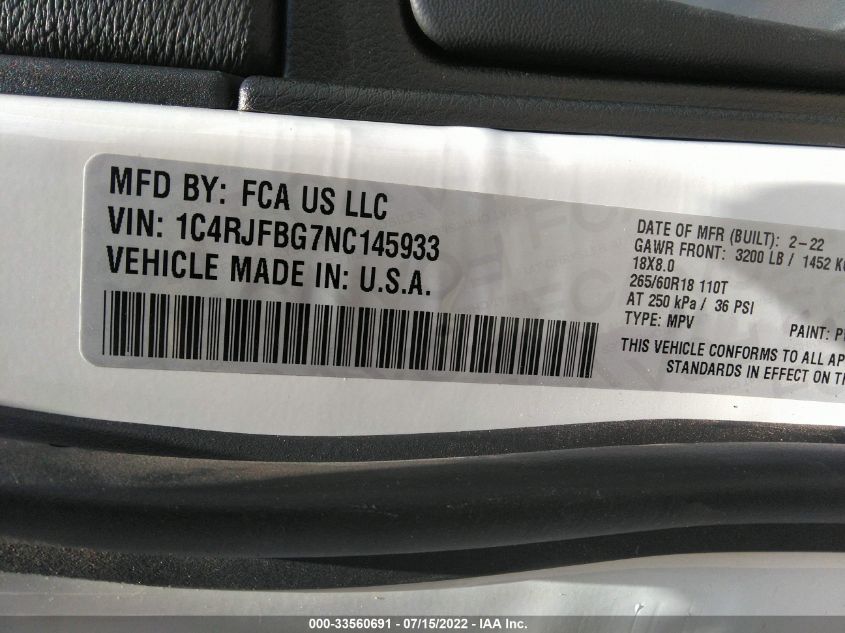 MFD BY: FCA US LLC
VIN: 1C4RJFBG7NC145933
VEHICLE MADE IN: U.S.A.
DATE OF MFR (BUILT): 2-22
GAWR FRONT: 3200 LB / 1452
18X8.0
265/60R18 110T
AT 250 kPa / 36 PSI
TYPE: MPV PAINT:
THIS VEHICLE CONFORMS TO ALL
STANDARDS IN EFFECT ON
000-33560691 - 07/15/2022 - IAA Inc.